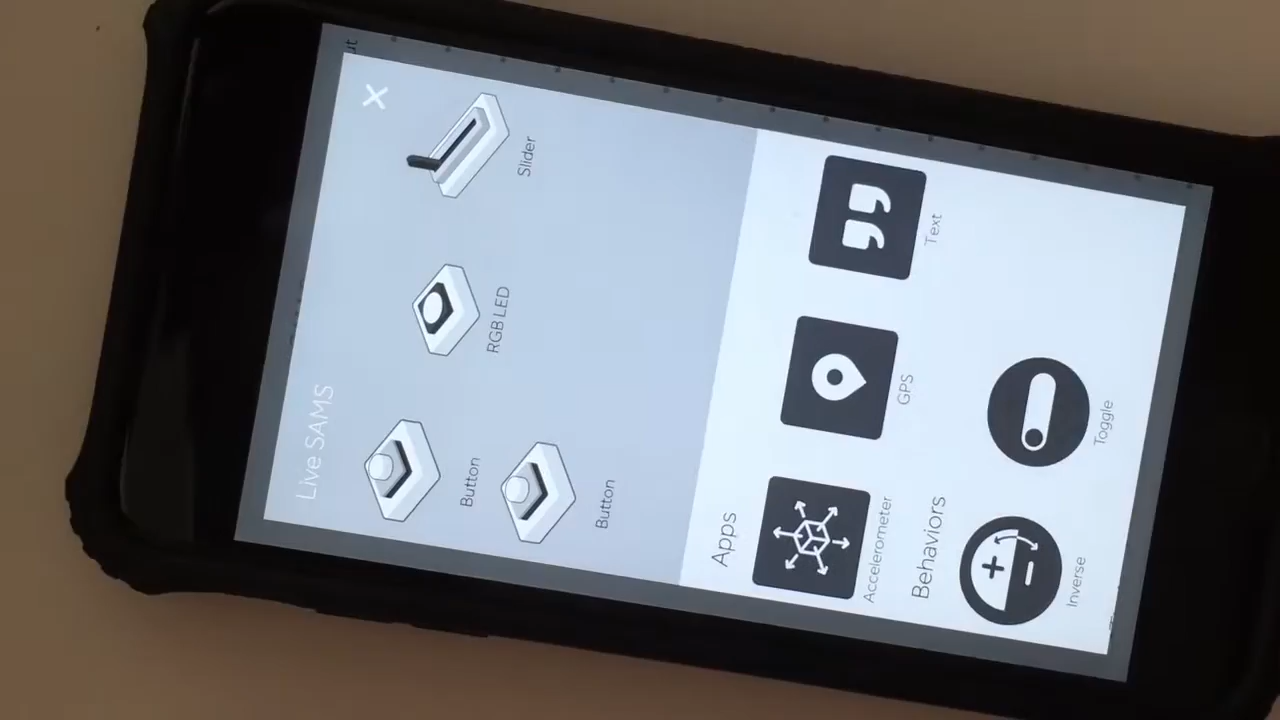 Live SAMS
Button
RGB LED
Slider
Button
Apps
Accelerometer
GPS
Text
Behaviors
Inverse
Toggle